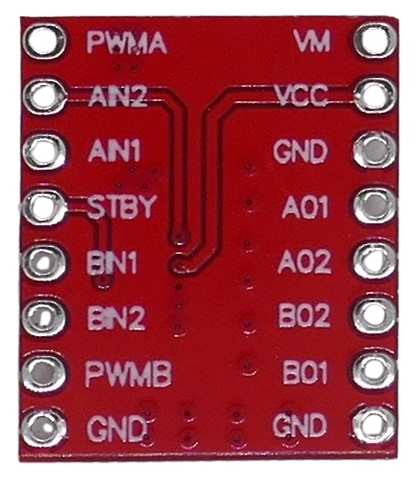 PWMA VM
AIN2 VCC
AIN1 GND
STBY A01
BIN1 A02
BIN2 B02
PWMB B01
GND GND